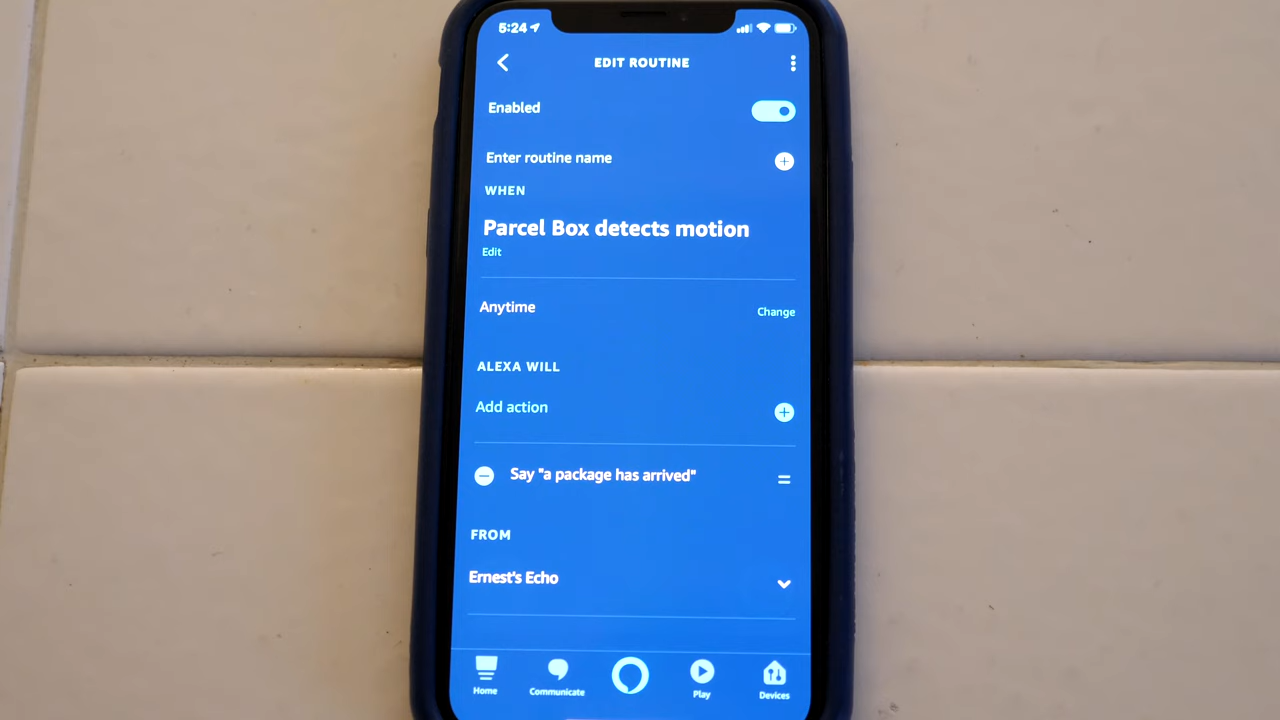 5:24
EDIT ROUTINE
Enabled
Enter routine name
WHEN
Parcel Box detects motion
Edit
Anytime
Change
ALEXA WILL
Add action
Say "a package has arrived"
FROM
Ernest's Echo
Home
Communicate
Play
Devices